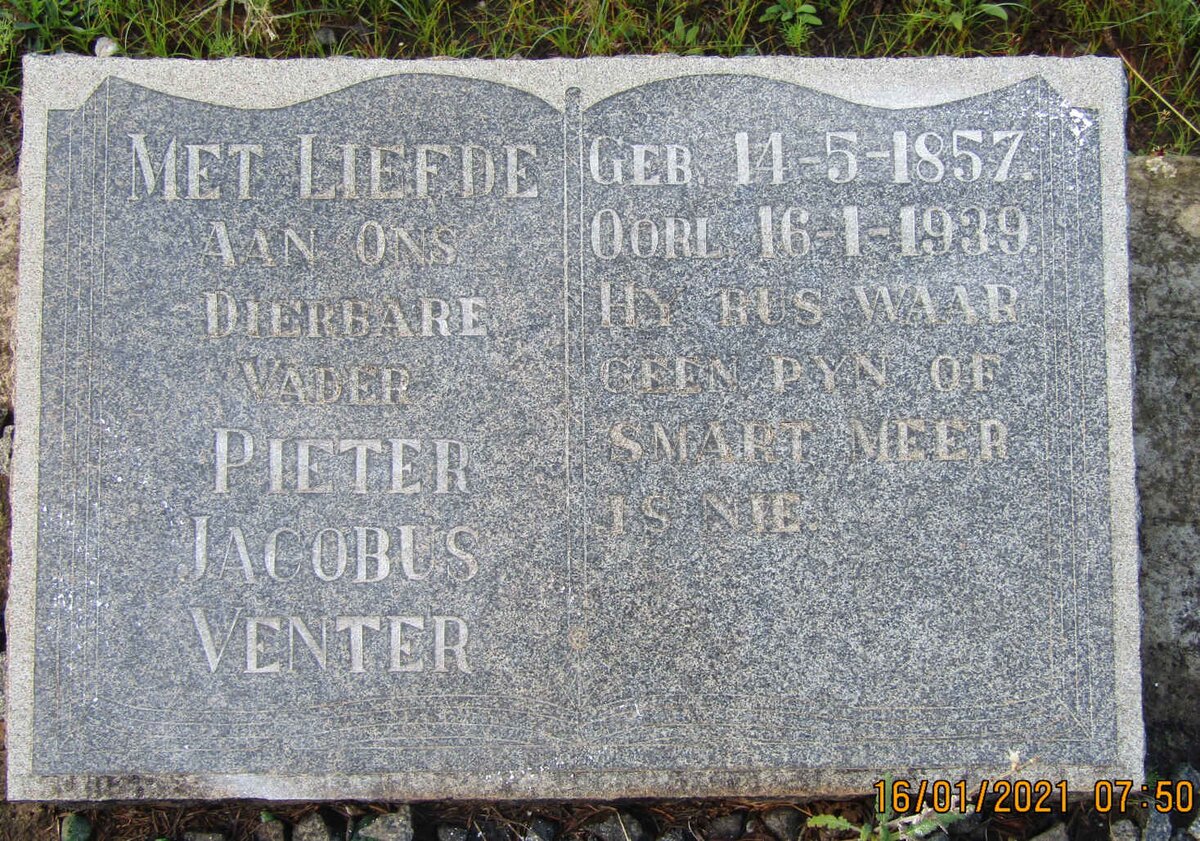 MET LIEFDE
AAN ONS
DIERBARE
VADER
PIETER
JACOBUS
VENTER
GEB. 14-5-1857.
OORL 16-1-1939.
HY RUS WAAR
GEEN PYN OF
SMART MEER
IS NIE.
16/01/2021 07:50